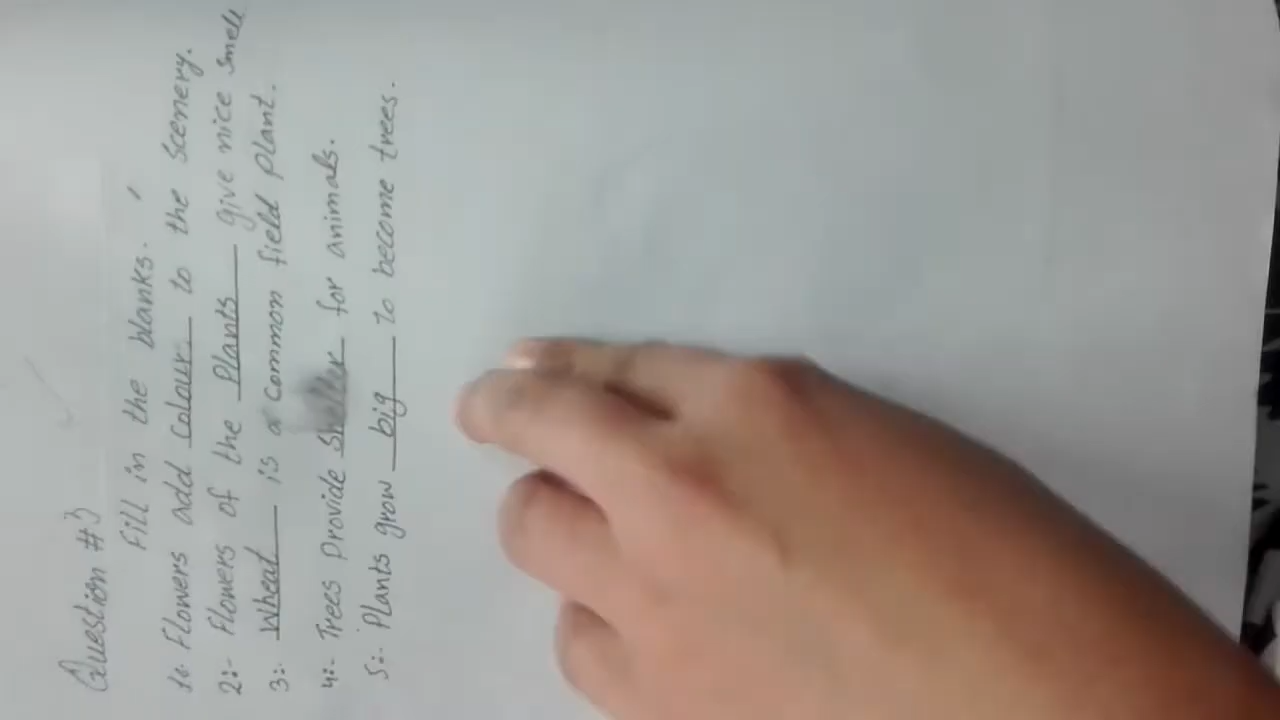 Question #3
Fill in the blanks.
1:- Flowers add colour to the scenery.
2:- Flowers of the Plants give nice smell
3:- Wheat is a common field plant.
4:- Trees Provide Shelter for animals.
5:- Plants grow big to become trees.